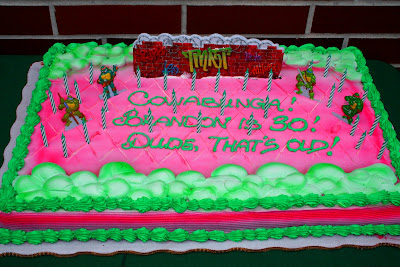 TMNT
COWABUNGA!
BRANDON IS 30!
DUDE, THAT'S OLD!